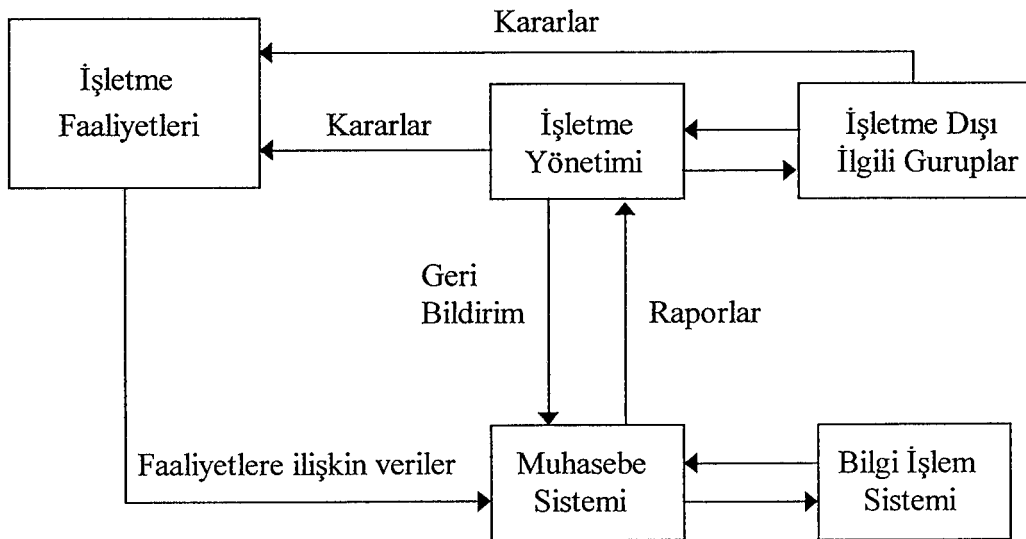 Kararlar
İşletme
Faaliyetleri
Kararlar
İşletme
Yönetimi
İşletme Dışı
İlgili Guruplar
Geri
Bildirim
Raporlar
Faaliyetlere ilişkin veriler
Muhasebe
Sistemi
Bilgi İşlem
Sistemi